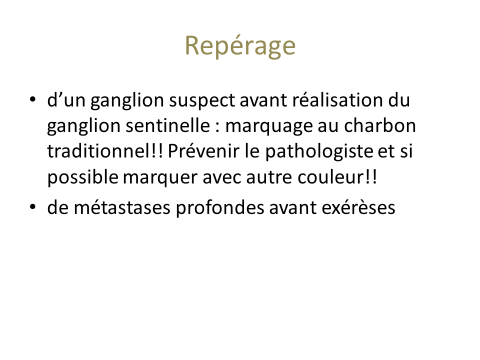 Repérage
• d’un ganglion suspect avant réalisation du
ganglion sentinelle : marquage au charbon
traditionnel!! Prévenir le pathologiste et si
possible marquer avec autre couleur!!
• de métastases profondes avant exérèses